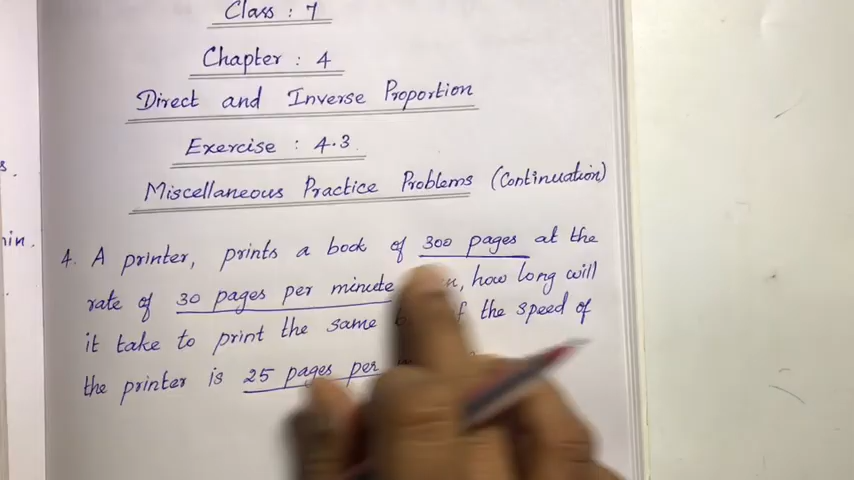 Class : 7
Chapter : 4
Direct and Inverse Proportion
Exercise : 4.3
Miscellaneous Practice Problems (Continuation)
4. A printer, prints a book of 300 pages at the
rate of 30 pages per minute how long will
it take to print the same the speed of
the printer is 25 pages per